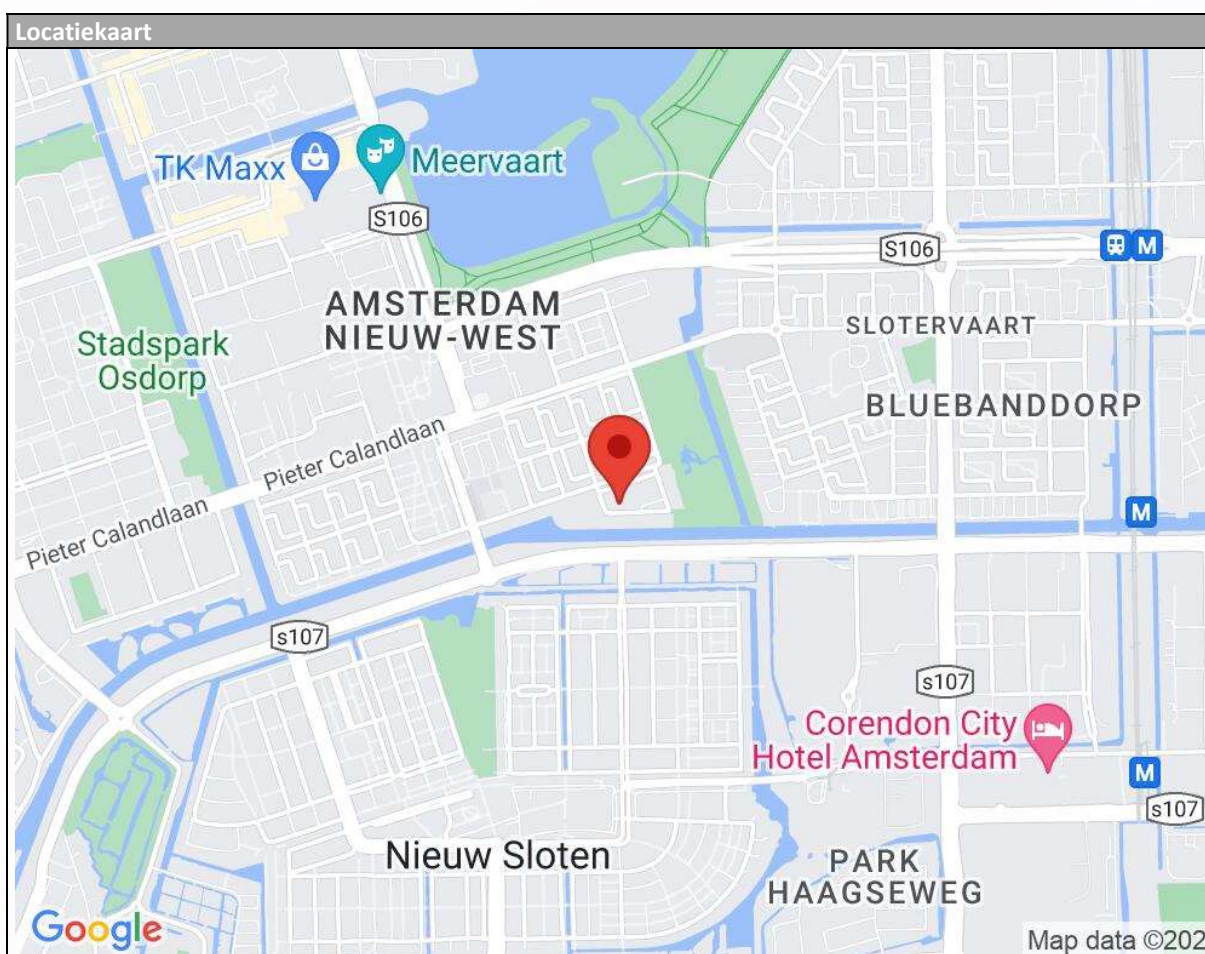 Locatiekaart
TK Maxx
Meervaart
S106
S106
M
AMSTERDAM
NIEUW-WEST
SLOTERVAART
Stadspark
Osdorp
BLUEBANDDORP
Pieter Calandlaan
Pieter Calandlaan
M
s107
s107
Corendon City
Hotel Amsterdam
M
s107
Nieuw Sloten
PARK
HAAGSEWEG
Google
Map data ©202